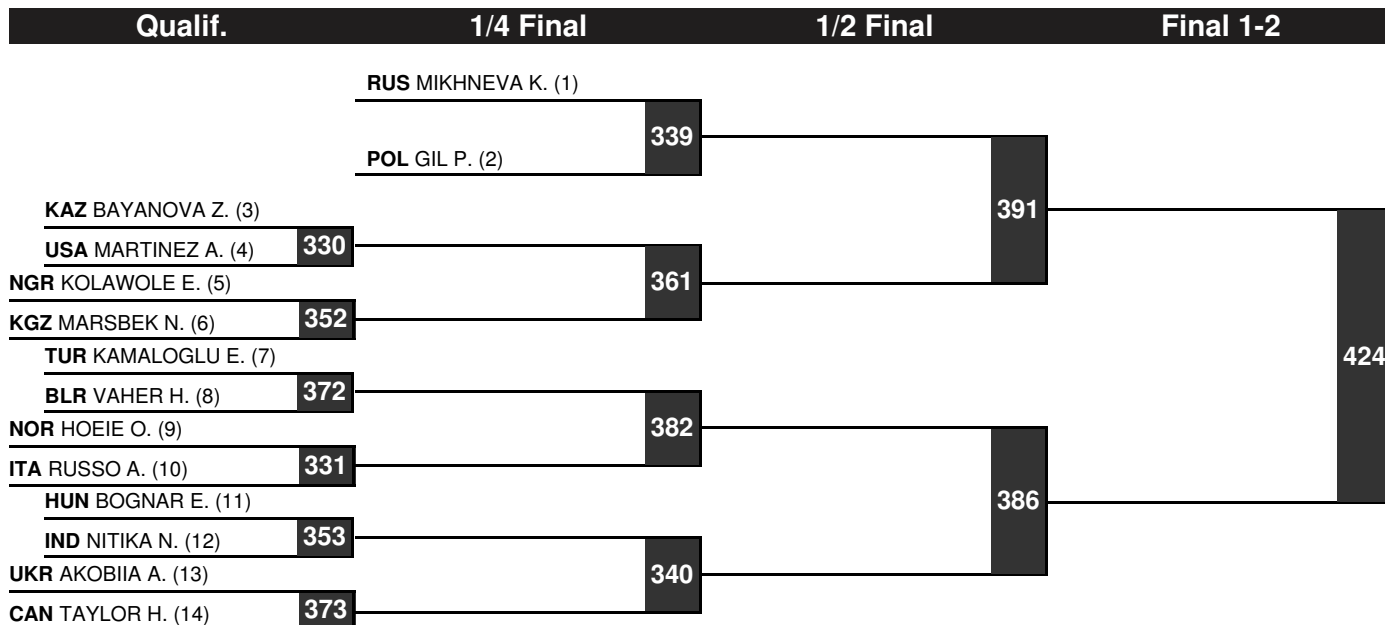 Qualif. 1/4 Final 1/2 Final Final 1-2
RUS MIKHNEVA K. (1)
339
POL GIL P. (2)
KAZ BAYANOVA Z. (3)
391
USA MARTINEZ A. (4) 330
NGR KOLAWOLE E. (5)
361
KGZ MARSBEK N. (6) 352
TUR KAMALOGLU E. (7)
424
BLR VAHER H. (8) 372
NOR HOEIE O. (9)
382
ITA RUSSO A. (10) 331
HUN BOGNAR E. (11)
386
IND NITIKA N. (12) 353
UKR AKOBIIA A. (13)
340
CAN TAYLOR H. (14) 373